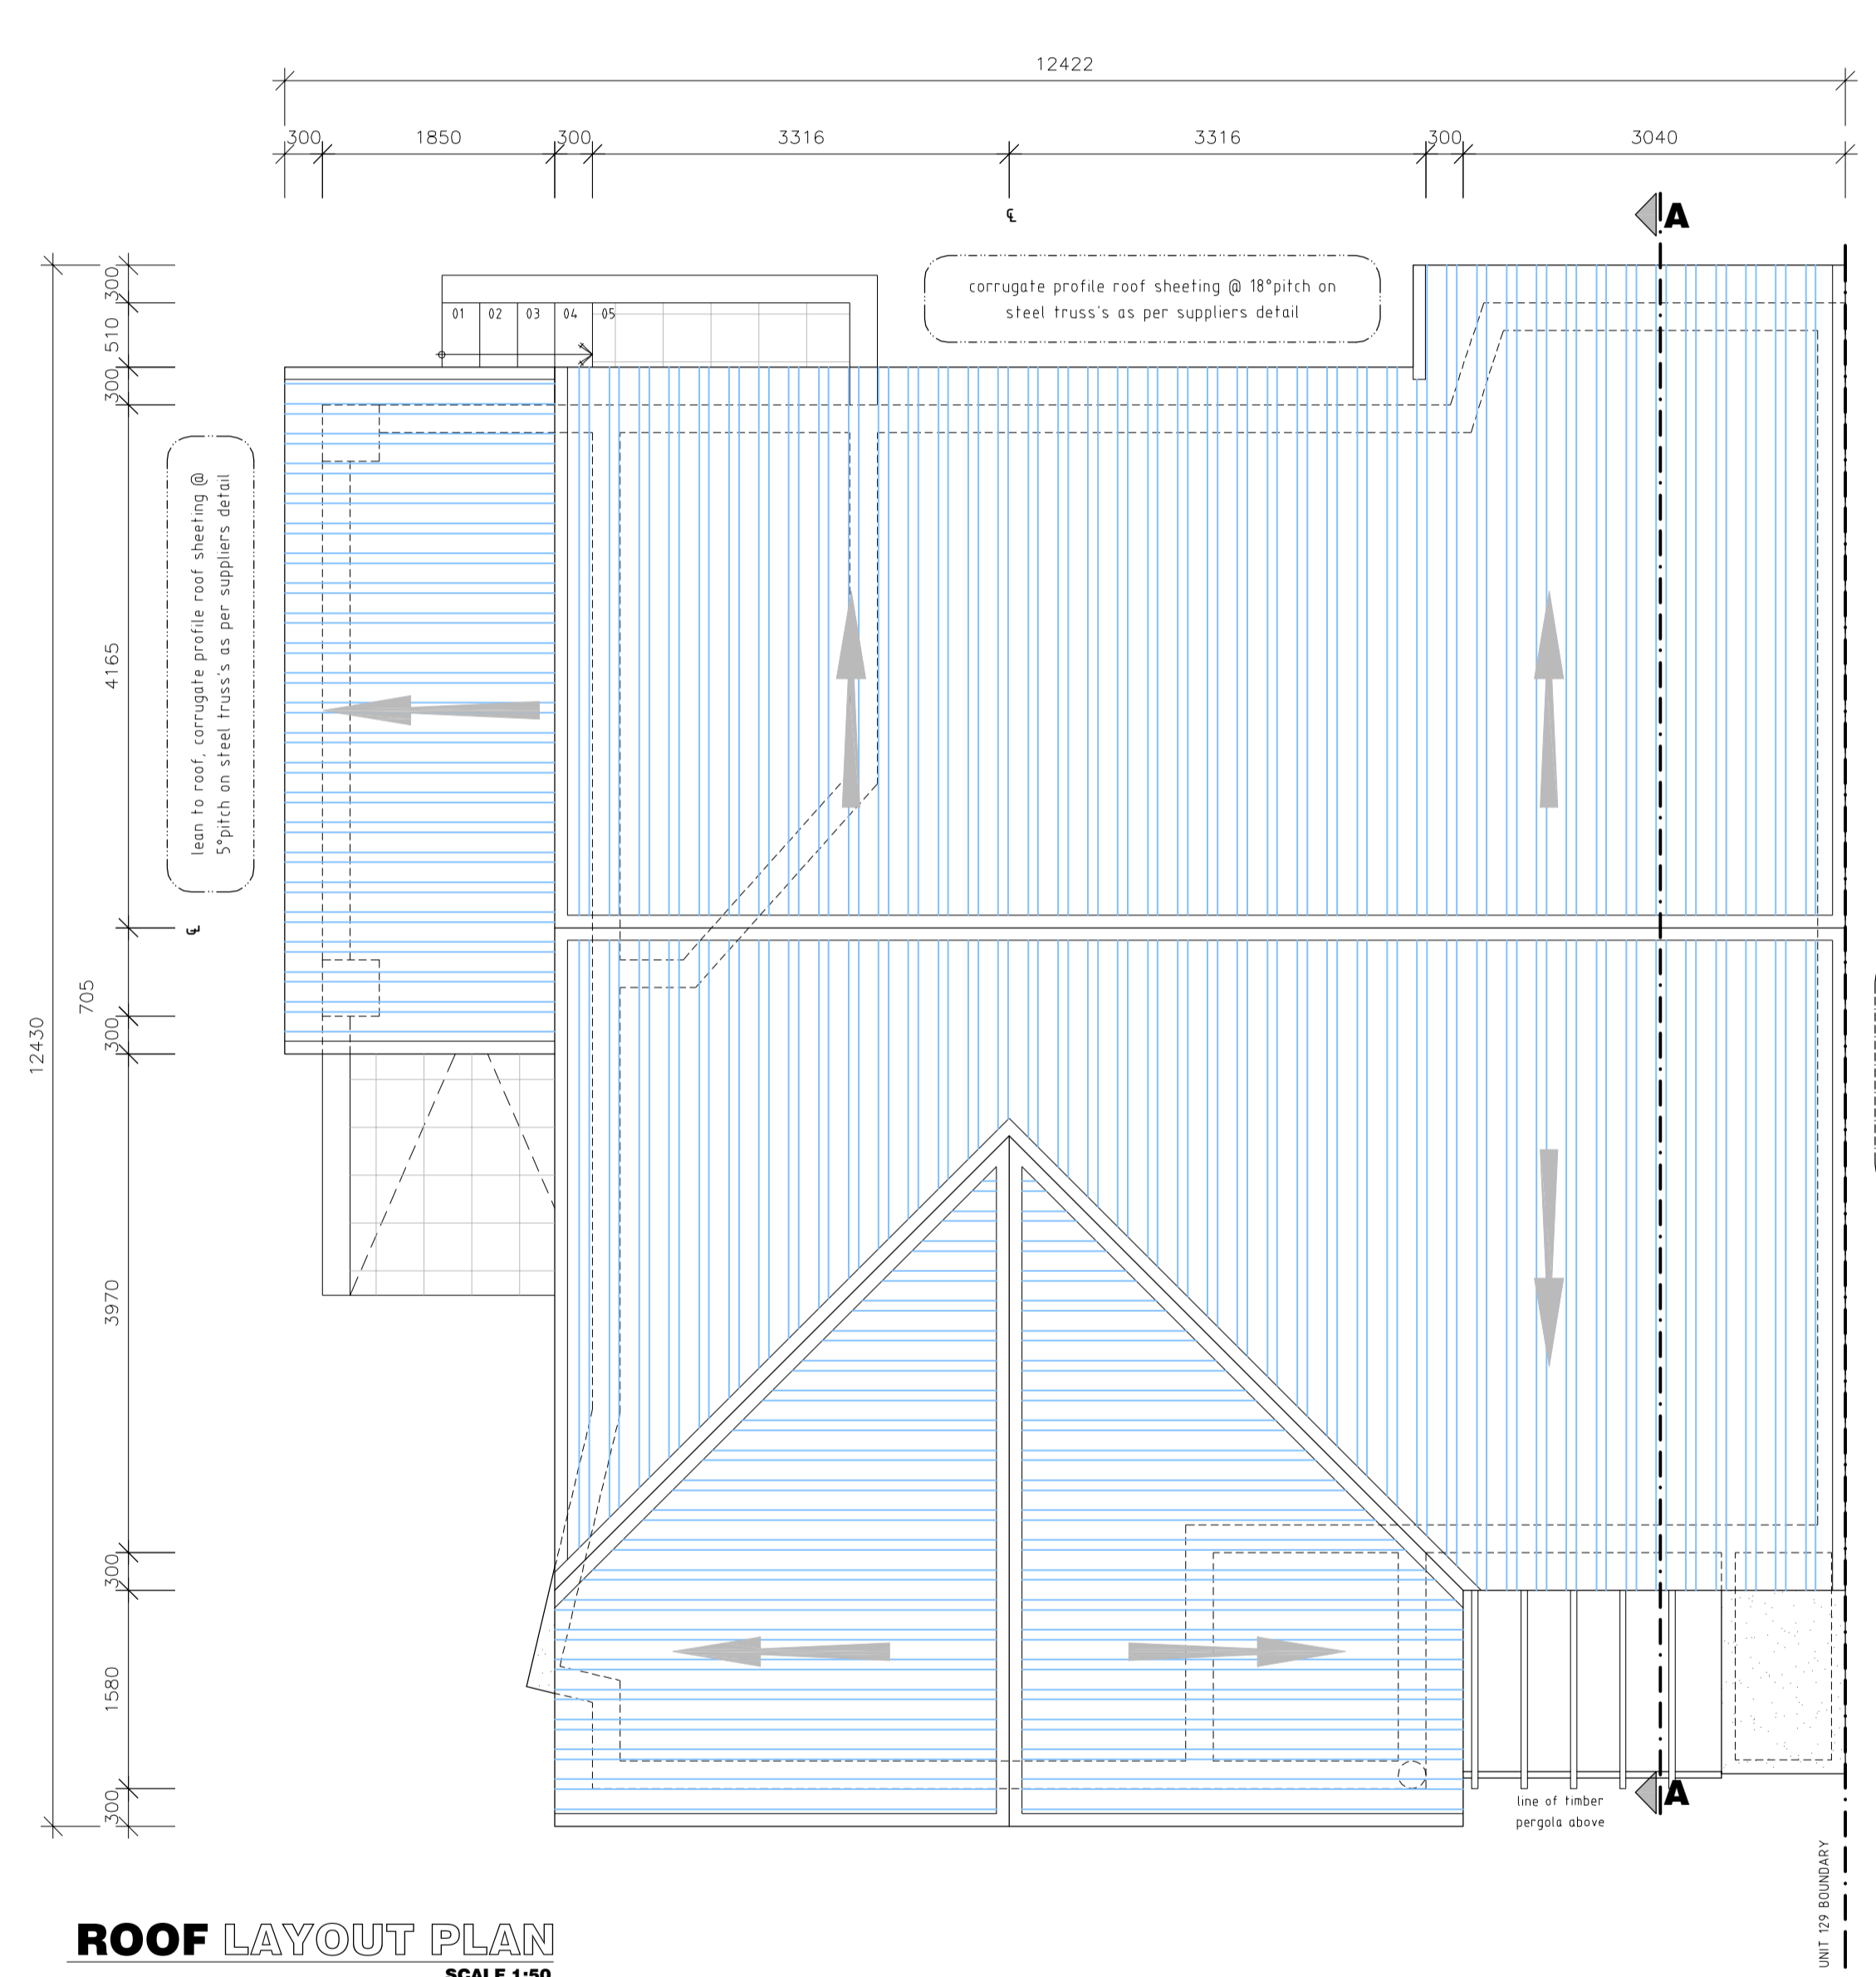 12422
300
1850
300
3316
3316
300
3040
℄
A
corrugate profile roof sheeting @ 18°pitch on
steel truss's as per suppliers detail
01 02 03 04 05
300
510
300
4165
705
300
3970
300
1580
300
12430
lean to roof, corrugate profile roof sheeting @
5°pitch on steel truss's as per suppliers detail
℄
A
line of timber
pergola above
UNIT 129 BOUNDARY
ROOF LAYOUT PLAN
SCALE 1:50